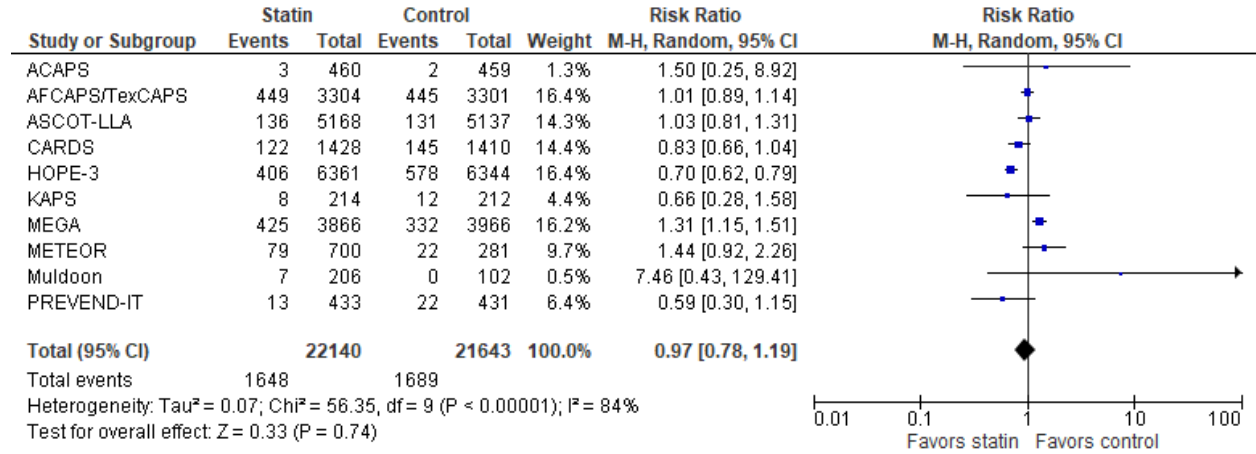 Statin Control Risk Ratio Risk Ratio
Study or Subgroup Events Total Events Total Weight M-H, Random, 95% CI M-H, Random, 95% CI
ACAPS 3 460 2 459 1.3% 1.50 [0.25, 8.92]
AFCAPS/TexCAPS 449 3304 445 3301 16.4% 1.01 [0.89, 1.14]
ASCOT-LLA 136 5168 131 5137 14.3% 1.03 [0.81, 1.31]
CARDS 122 1428 145 1410 14.4% 0.83 [0.66, 1.04]
HOPE-3 406 6361 578 6344 16.4% 0.70 [0.62, 0.79]
KAPS 8 214 12 212 4.4% 0.66 [0.28, 1.58]
MEGA 425 3866 332 3966 16.2% 1.31 [1.15, 1.51]
METEOR 79 700 22 281 9.7% 1.44 [0.92, 2.26]
Muldoon 7 206 0 102 0.5% 7.46 [0.43, 129.41]
PREVEND-IT 13 433 22 431 6.4% 0.59 [0.30, 1.15]
Total (95% CI) 22140 21643 100.0% 0.97 [0.78, 1.19]
Total events 1648 1689
Heterogeneity: Tau² = 0.07; Chi² = 56.35, df = 9 (P < 0.00001); I² = 84%
Test for overall effect: Z = 0.33 (P = 0.74)
0.01 0.1 1 10 100
Favors statin Favors control